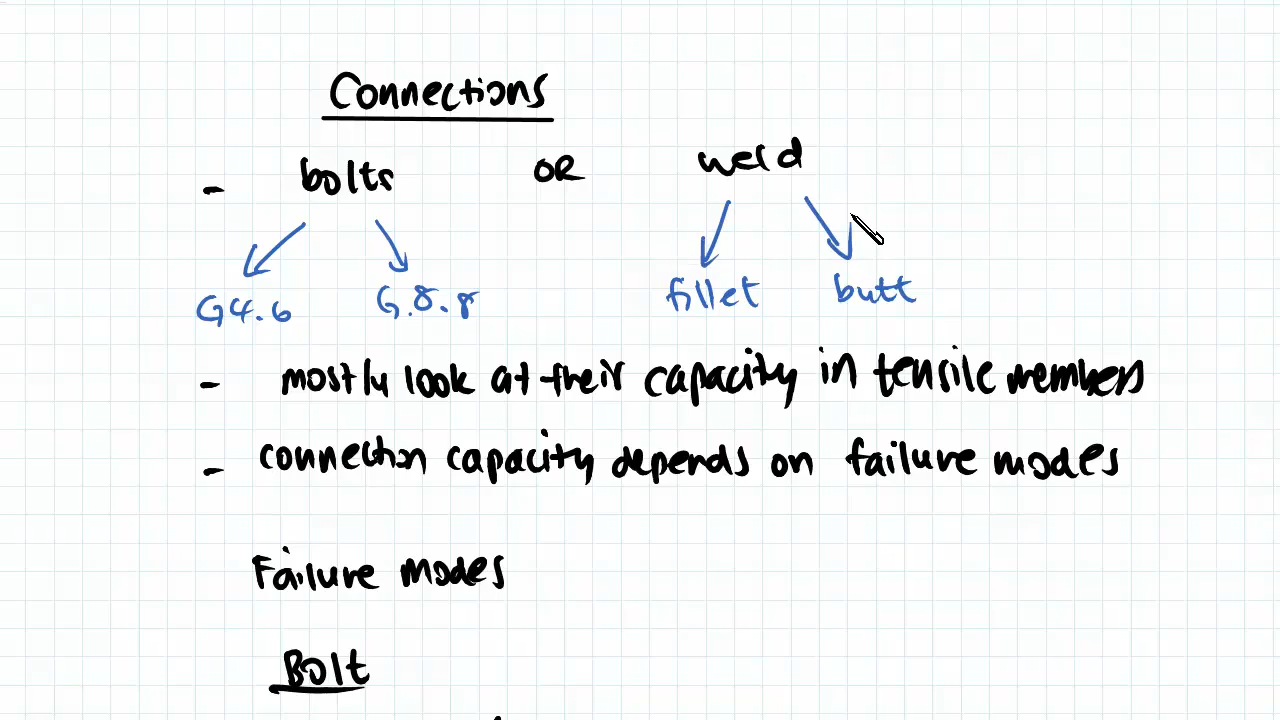 Connections
- bolts OR weld
G4.6 G.8.8 fillet butt
- mostly look at their capacity in tensile members
- connection capacity depends on failure modes
Failure modes
Bolt